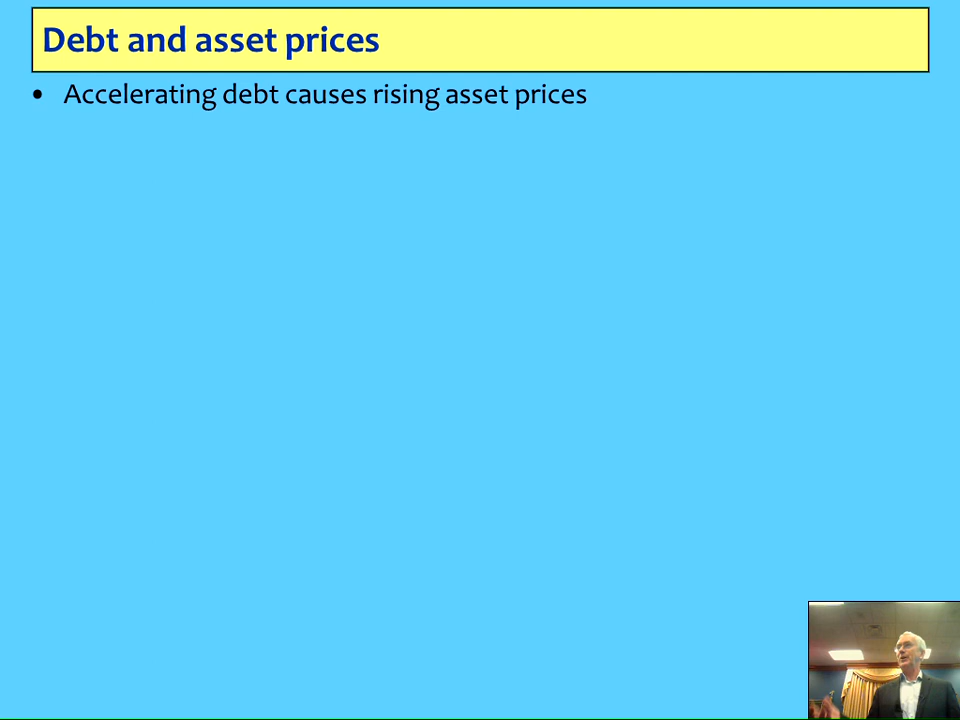 Debt and asset prices
• Accelerating debt causes rising asset prices